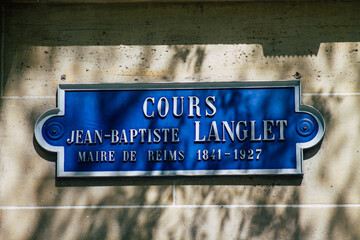 COURS
JEAN-BAPTISTE LANGLET
MAIRE DE REIMS 1841-1927